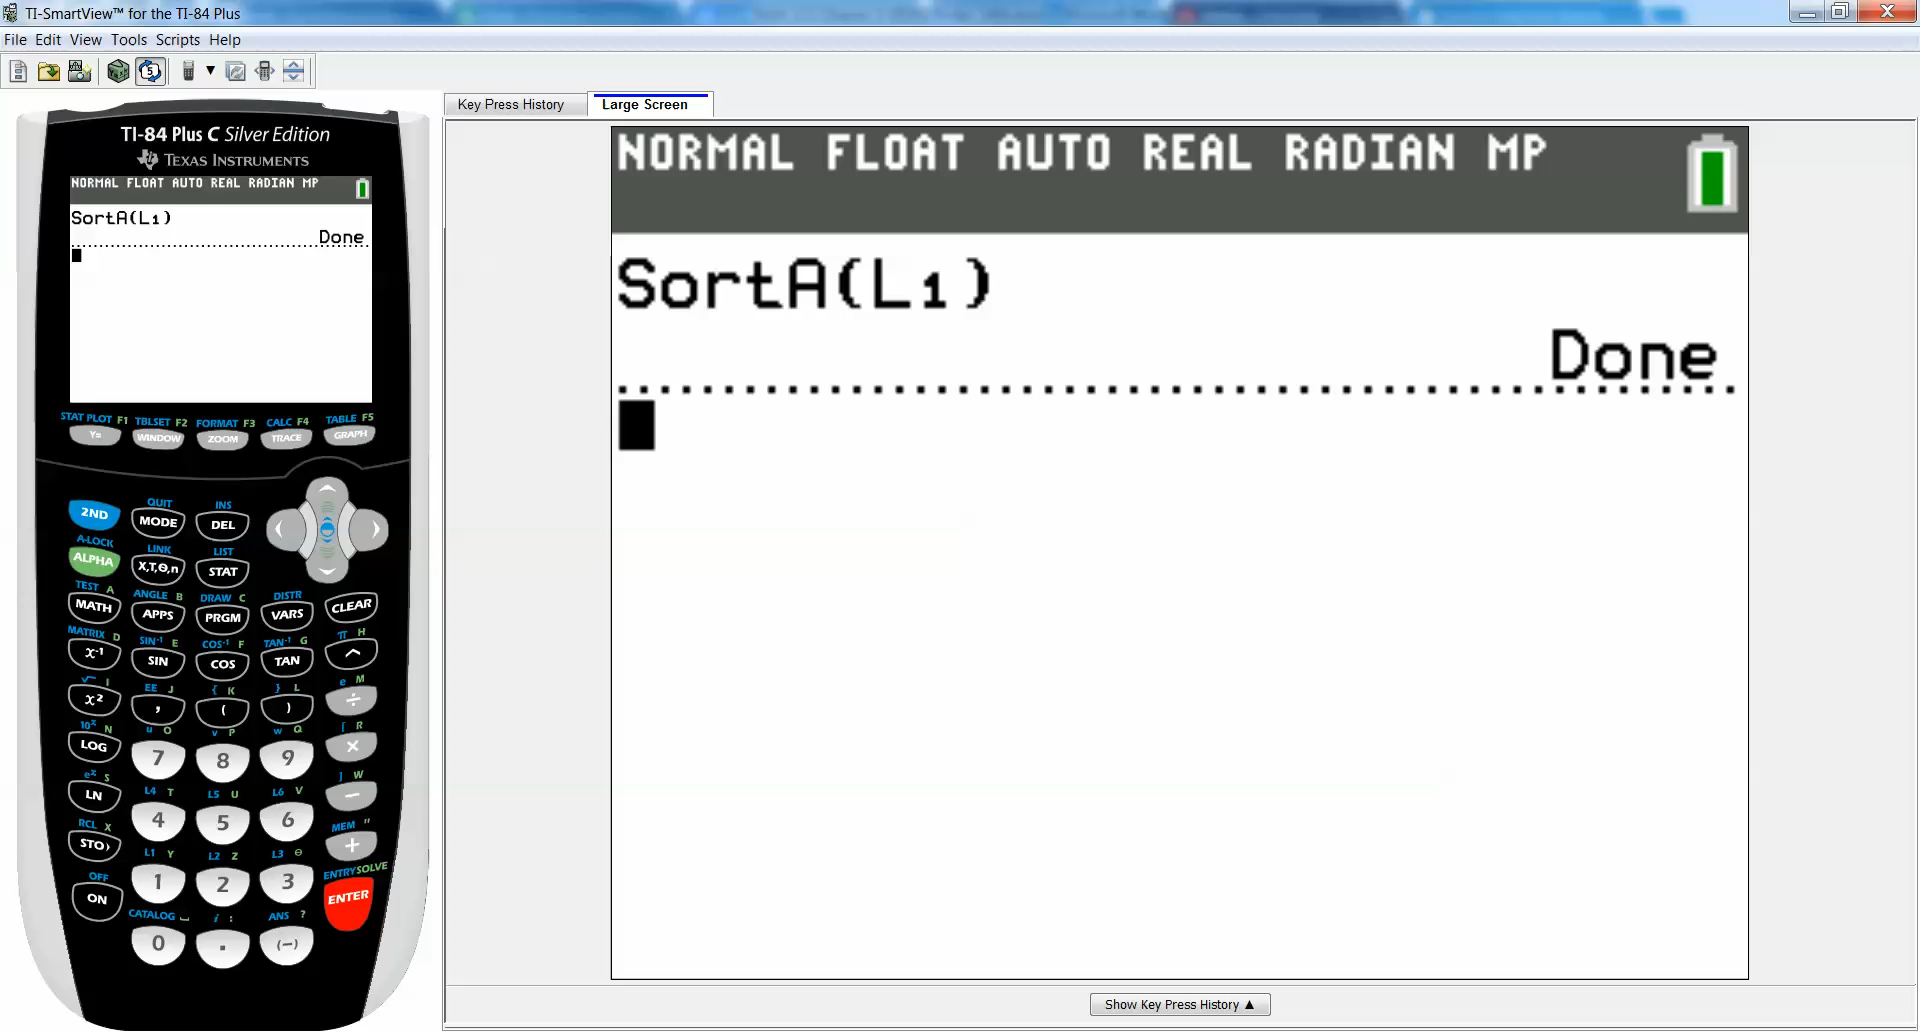 TI-SmartView™ for the TI-84 Plus
File Edit View Tools Scripts Help
Key Press History Large Screen
TI-84 Plus C Silver Edition
TEXAS INSTRUMENTS
NORMAL FLOAT AUTO REAL RADIAN MP
SortA(L₁)
Done
NORMAL FLOAT AUTO REAL RADIAN MP
SortA(L₁)
Done
STAT PLOT F1 TBLSET F2 FORMAT F3 CALC F4 TABLE F5
Y= WINDOW ZOOM TRACE GRAPH
QUIT INS
2ND MODE DEL
A-LOCK LINK LIST
ALPHA X,T,Θ,n STAT
TEST A ANGLE B DRAW C DISTR
MATH APPS PRGM VARS CLEAR
MATRIX D SIN⁻¹ E COS⁻¹ F TAN⁻¹ G π H
x⁻¹ SIN COS TAN ^
√ I EE J { K } L e M
x² , ( ) ÷
10ˣ N u O v P w Q [ R
LOG 7 8 9 ×
eˣ S L4 T L5 U L6 V ] W
LN 4 5 6 −
RCL X L1 Y L2 Z L3 θ MEM "
STO› 1 2 3 +
OFF CATALOG ⎵ i : ANS ? ENTRY SOLVE
ON 0 . (−) ENTER
Show Key Press History ▲